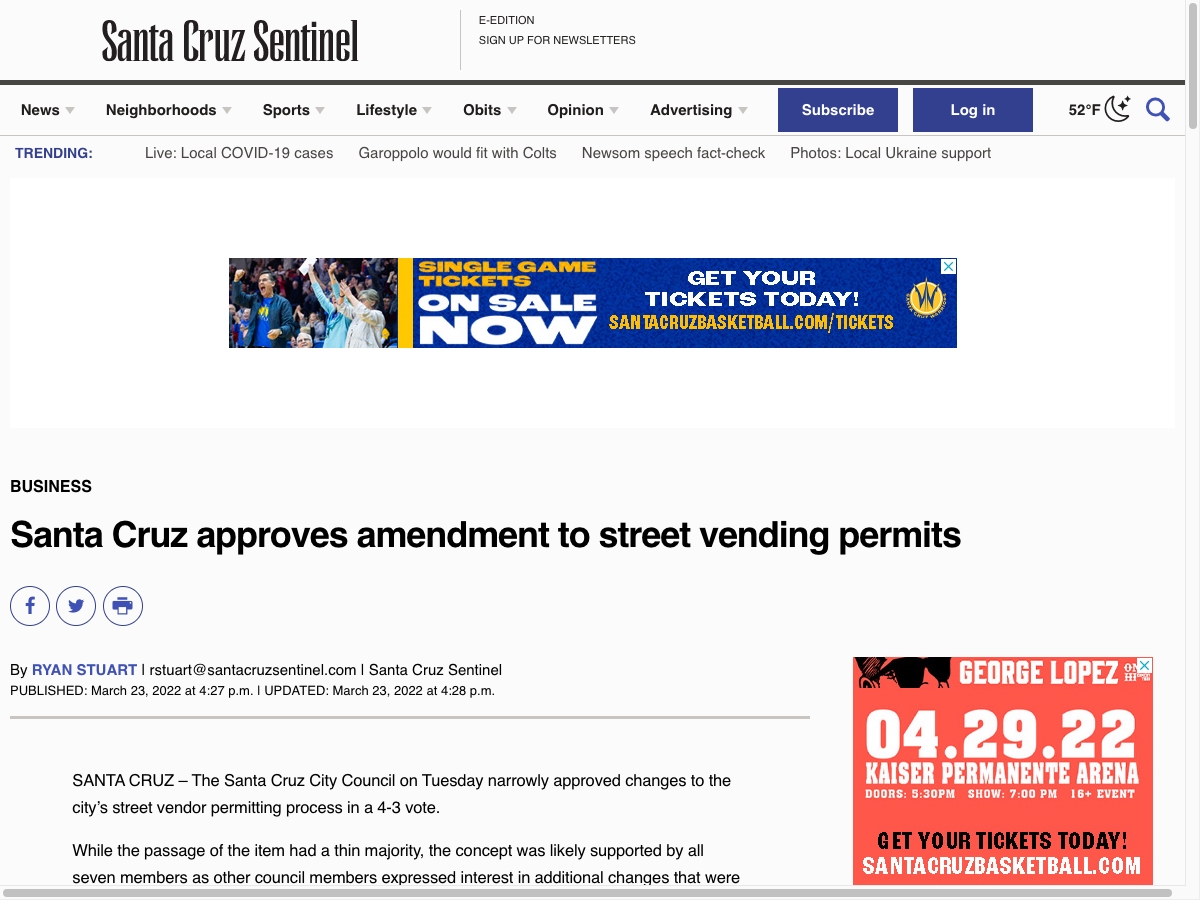 Santa Cruz Sentinel
E-EDITION
SIGN UP FOR NEWSLETTERS
News Neighborhoods Sports Lifestyle Obits Opinion Advertising Subscribe Log in 52°F
TRENDING: Live: Local COVID-19 cases Garoppolo would fit with Colts Newsom speech fact-check Photos: Local Ukraine support
SINGLE GAME
TICKETS
ON SALE
NOW
GET YOUR
TICKETS TODAY!
SANTACRUZBASKETBALL.COM/TICKETS
BUSINESS
Santa Cruz approves amendment to street vending permits
By RYAN STUART | rstuart@santacruzsentinel.com | Santa Cruz Sentinel
PUBLISHED: March 23, 2022 at 4:27 p.m. | UPDATED: March 23, 2022 at 4:28 p.m.
SANTA CRUZ – The Santa Cruz City Council on Tuesday narrowly approved changes to the
city’s street vendor permitting process in a 4-3 vote.
While the passage of the item had a thin majority, the concept was likely supported by all
seven members as other council members expressed interest in additional changes that were
GEORGE LOPEZ
04.29.22
KAISER PERMANENTE ARENA
DOORS: 5:30PM SHOW: 7:00 PM 16+ EVENT
GET YOUR TICKETS TODAY!
SANTACRUZBASKETBALL.COM